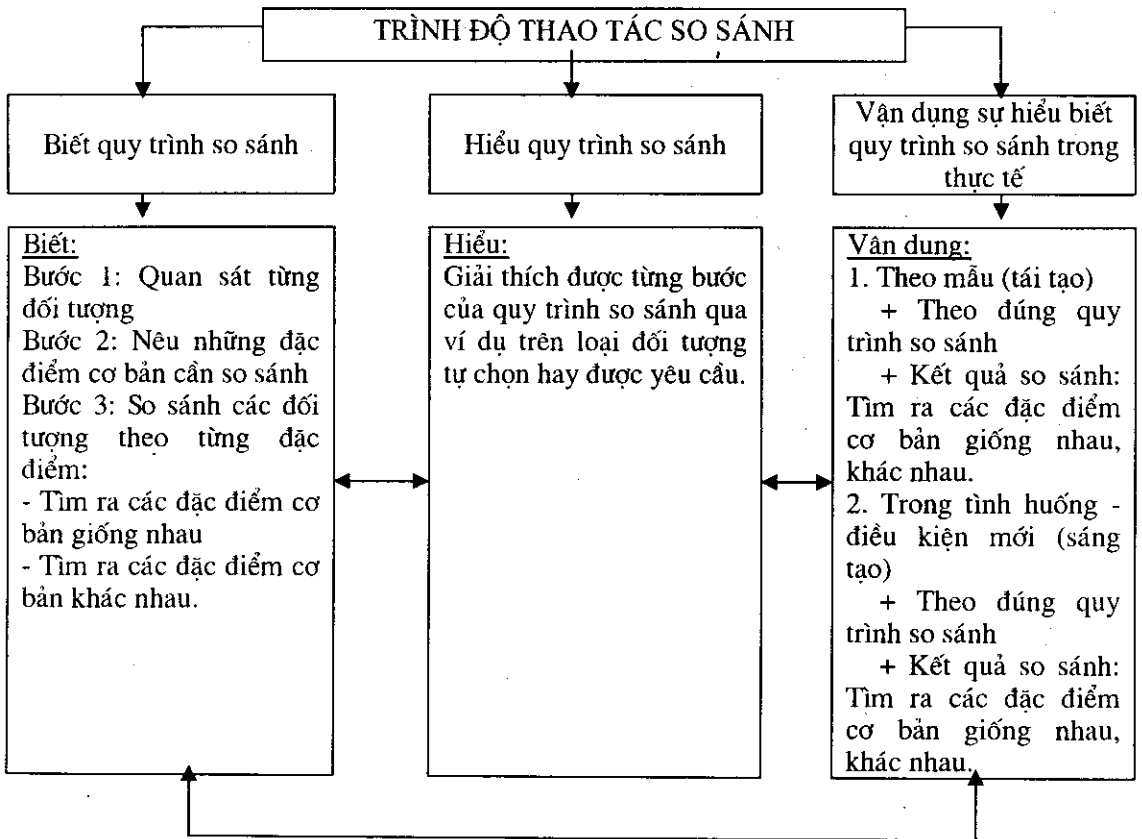 TRÌNH ĐỘ THAO TÁC SO SÁNH
Biết quy trình so sánh
Hiểu quy trình so sánh
Vận dụng sự hiểu biết
quy trình so sánh trong
thực tế
Biết:
Bước 1: Quan sát từng
đối tượng
Bước 2: Nêu những đặc
điểm cơ bản cần so sánh
Bước 3: So sánh các đối
tượng theo từng đặc
điểm:
- Tìm ra các đặc điểm cơ
bản giống nhau
- Tìm ra các đặc điểm cơ
bản khác nhau.
Hiểu:
Giải thích được từng bước
của quy trình so sánh qua
ví dụ trên loại đối tượng
tự chọn hay được yêu cầu.
Vận dụng:
1. Theo mẫu (tái tạo)
+ Theo đúng quy
trình so sánh
+ Kết quả so sánh:
Tìm ra các đặc điểm
cơ bản giống nhau,
khác nhau.
2. Trong tình huống -
điều kiện mới (sáng
tạo)
+ Theo đúng quy
trình so sánh
+ Kết quả so sánh:
Tìm ra các đặc điểm
cơ bản giống nhau,
khác nhau.